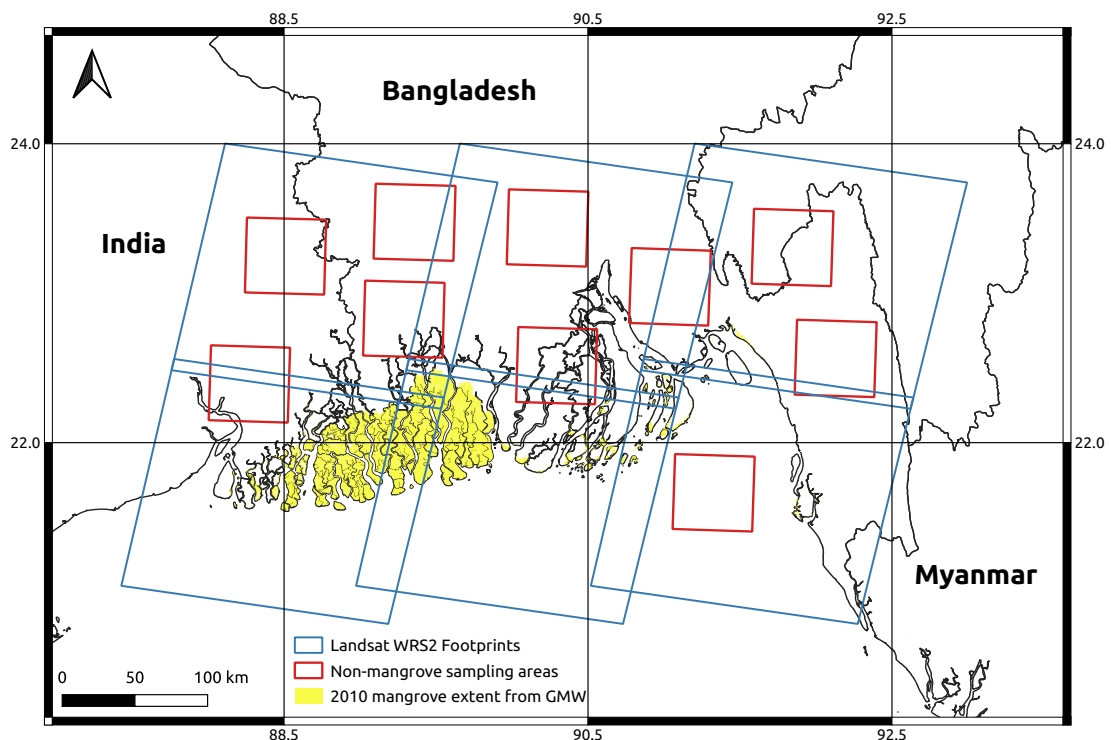 88.5 90.5 92.5
Bangladesh
24.0 24.0
India
22.0 22.0
Myanmar
Landsat WRS2 Footprints
Non-mangrove sampling areas
2010 mangrove extent from GMW
0 50 100 km
88.5 90.5 92.5